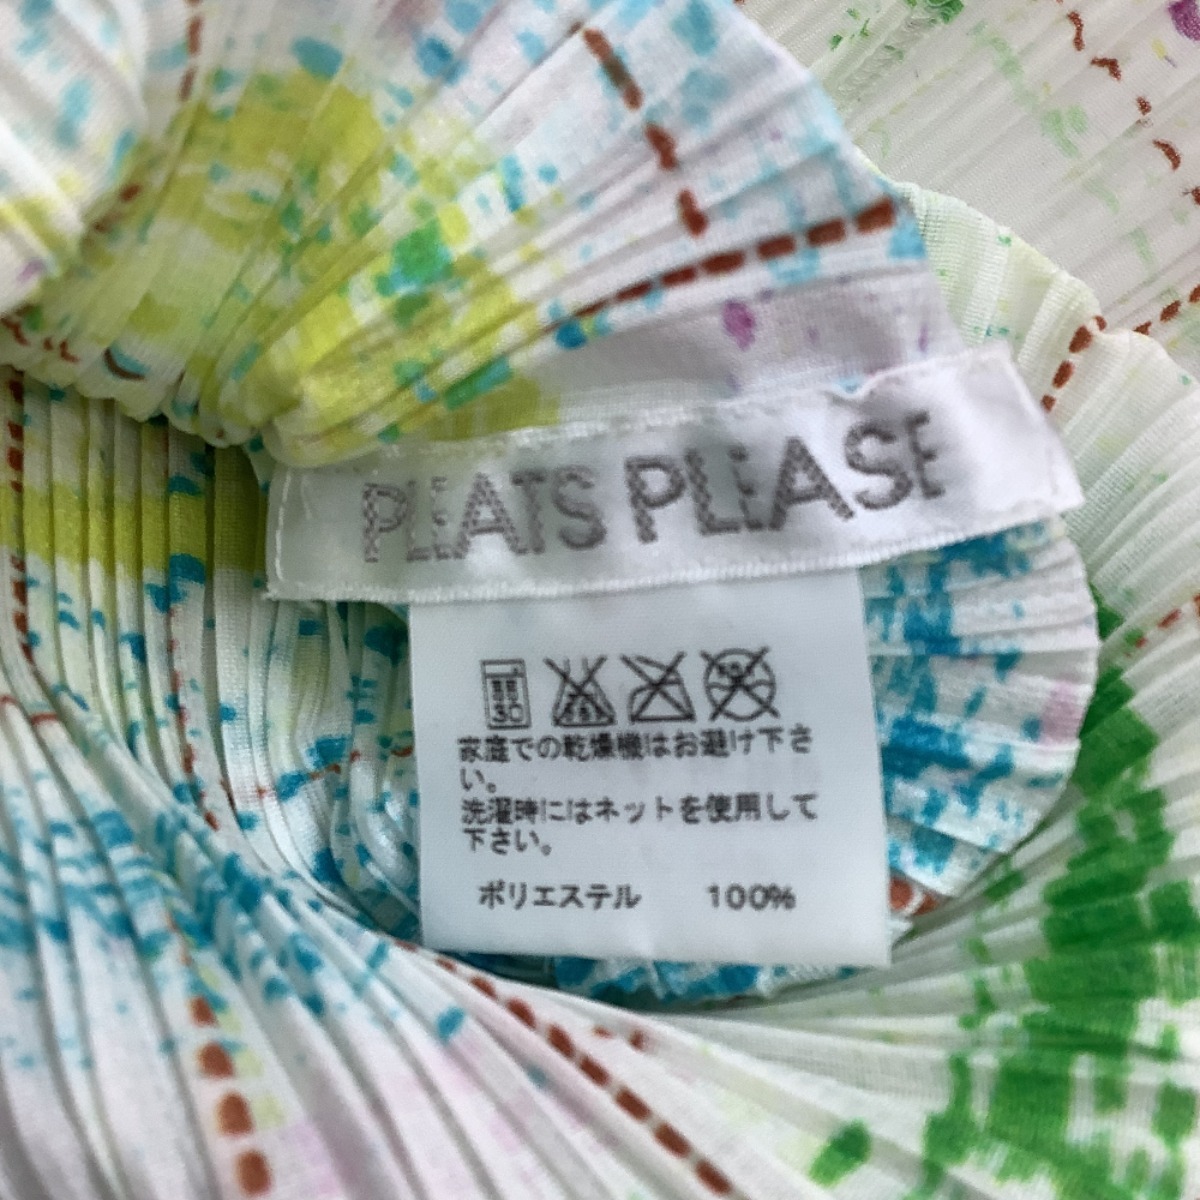 PLEATS PLEASE
家庭での乾燥機はお避け下さ
い。
洗濯時にはネットを使用して
下さい。
ポリエステル 100%